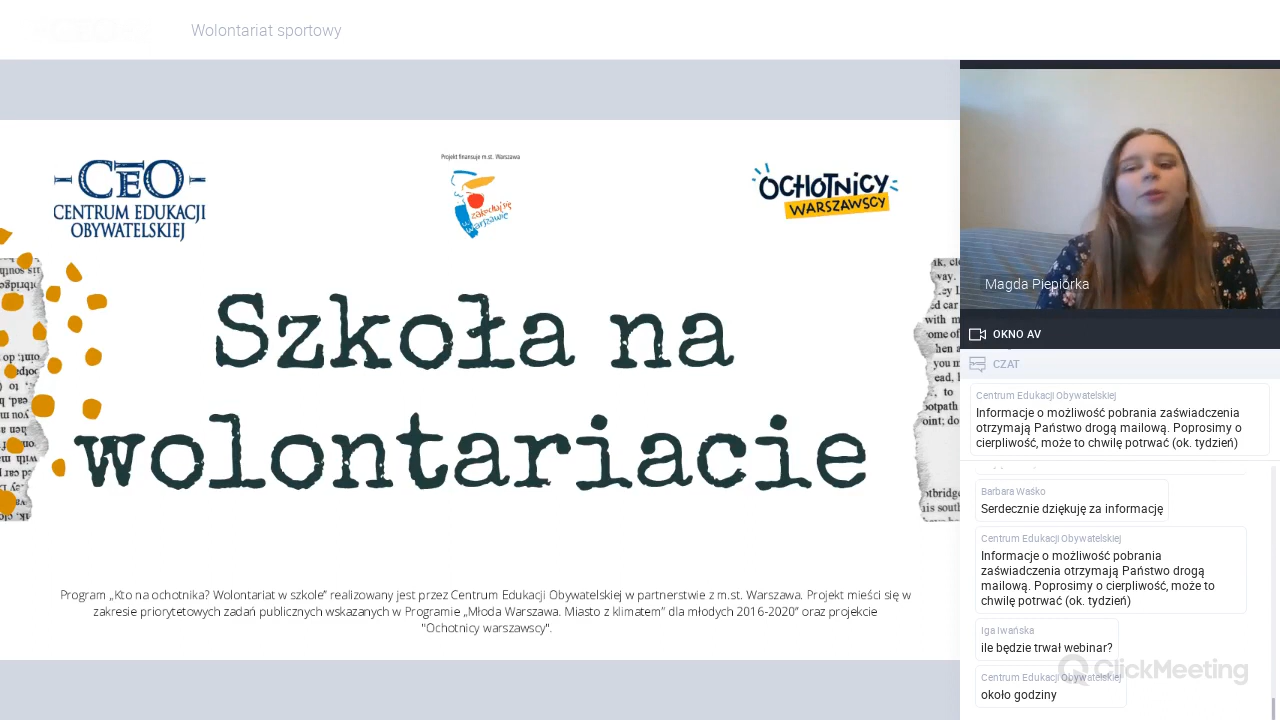 Wolontariat sportowy
CEO
CENTRUM EDUKACJI
OBYWATELSKIEJ
Projekt finansuje m.st. Warszawa
zakochaj się
w Warszawie
OCHOTNICY
WARSZAWSCY
Szkoła na
wolontariacie
Program „Kto na ochotnika? Wolontariat w szkole” realizowany jest przez Centrum Edukacji Obywatelskiej w partnerstwie z m.st. Warszawa. Projekt mieści się w
zakresie priorytetowych zadań publicznych wskazanych w Programie „Młoda Warszawa. Miasto z klimatem” dla młodych 2016-2020” oraz projekcie
"Ochotnicy warszawscy".
Magda Piepiorka
OKNO AV
CZAT
Centrum Edukacji Obywatelskiej
Informacje o możliwość pobrania zaświadczenia
otrzymają Państwo drogą mailową. Poprosimy o
cierpliwość, może to chwilę potrwać (ok. tydzień)
Barbara Waśko
Serdecznie dziękuję za informację
Centrum Edukacji Obywatelskiej
Informacje o możliwość pobrania
zaświadczenia otrzymają Państwo drogą
mailową. Poprosimy o cierpliwość, może to
chwilę potrwać (ok. tydzień)
Iga Iwańska
ile będzie trwał webinar?
Centrum Edukacji Obywatelskiej
około godziny
ClickMeeting